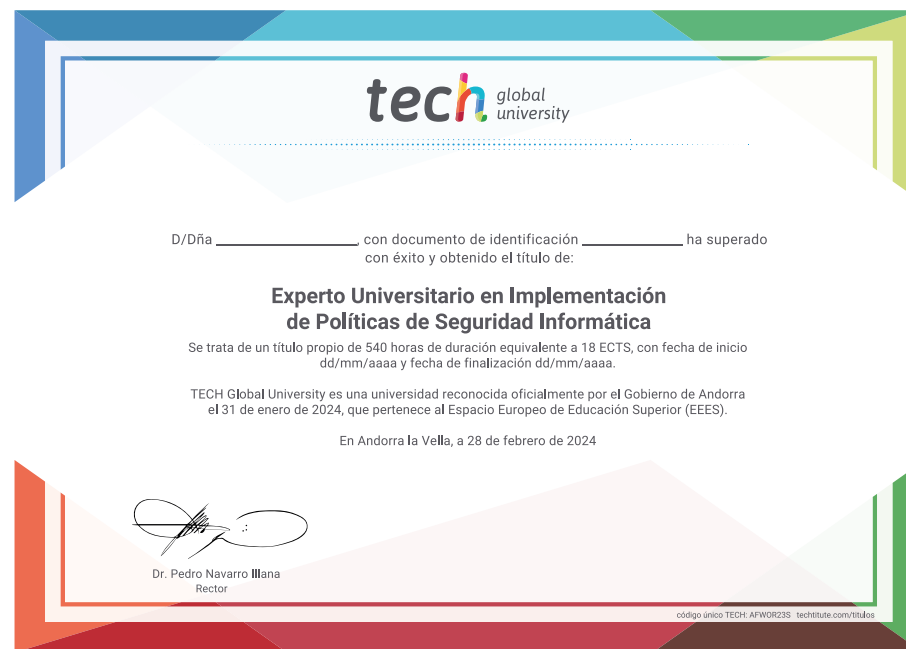 tech global
university
D/Dña ____________________, con documento de identificación ______________ ha superado
con éxito y obtenido el título de:
Experto Universitario en Implementación
de Políticas de Seguridad Informática
Se trata de un título propio de 540 horas de duración equivalente a 18 ECTS, con fecha de inicio
dd/mm/aaaa y fecha de finalización dd/mm/aaaa.
TECH Global University es una universidad reconocida oficialmente por el Gobierno de Andorra
el 31 de enero de 2024, que pertenece al Espacio Europeo de Educación Superior (EEES).
En Andorra la Vella, a 28 de febrero de 2024
Dr. Pedro Navarro Illana
Rector
código único TECH: AFWOR23S techtitute.com/titulos